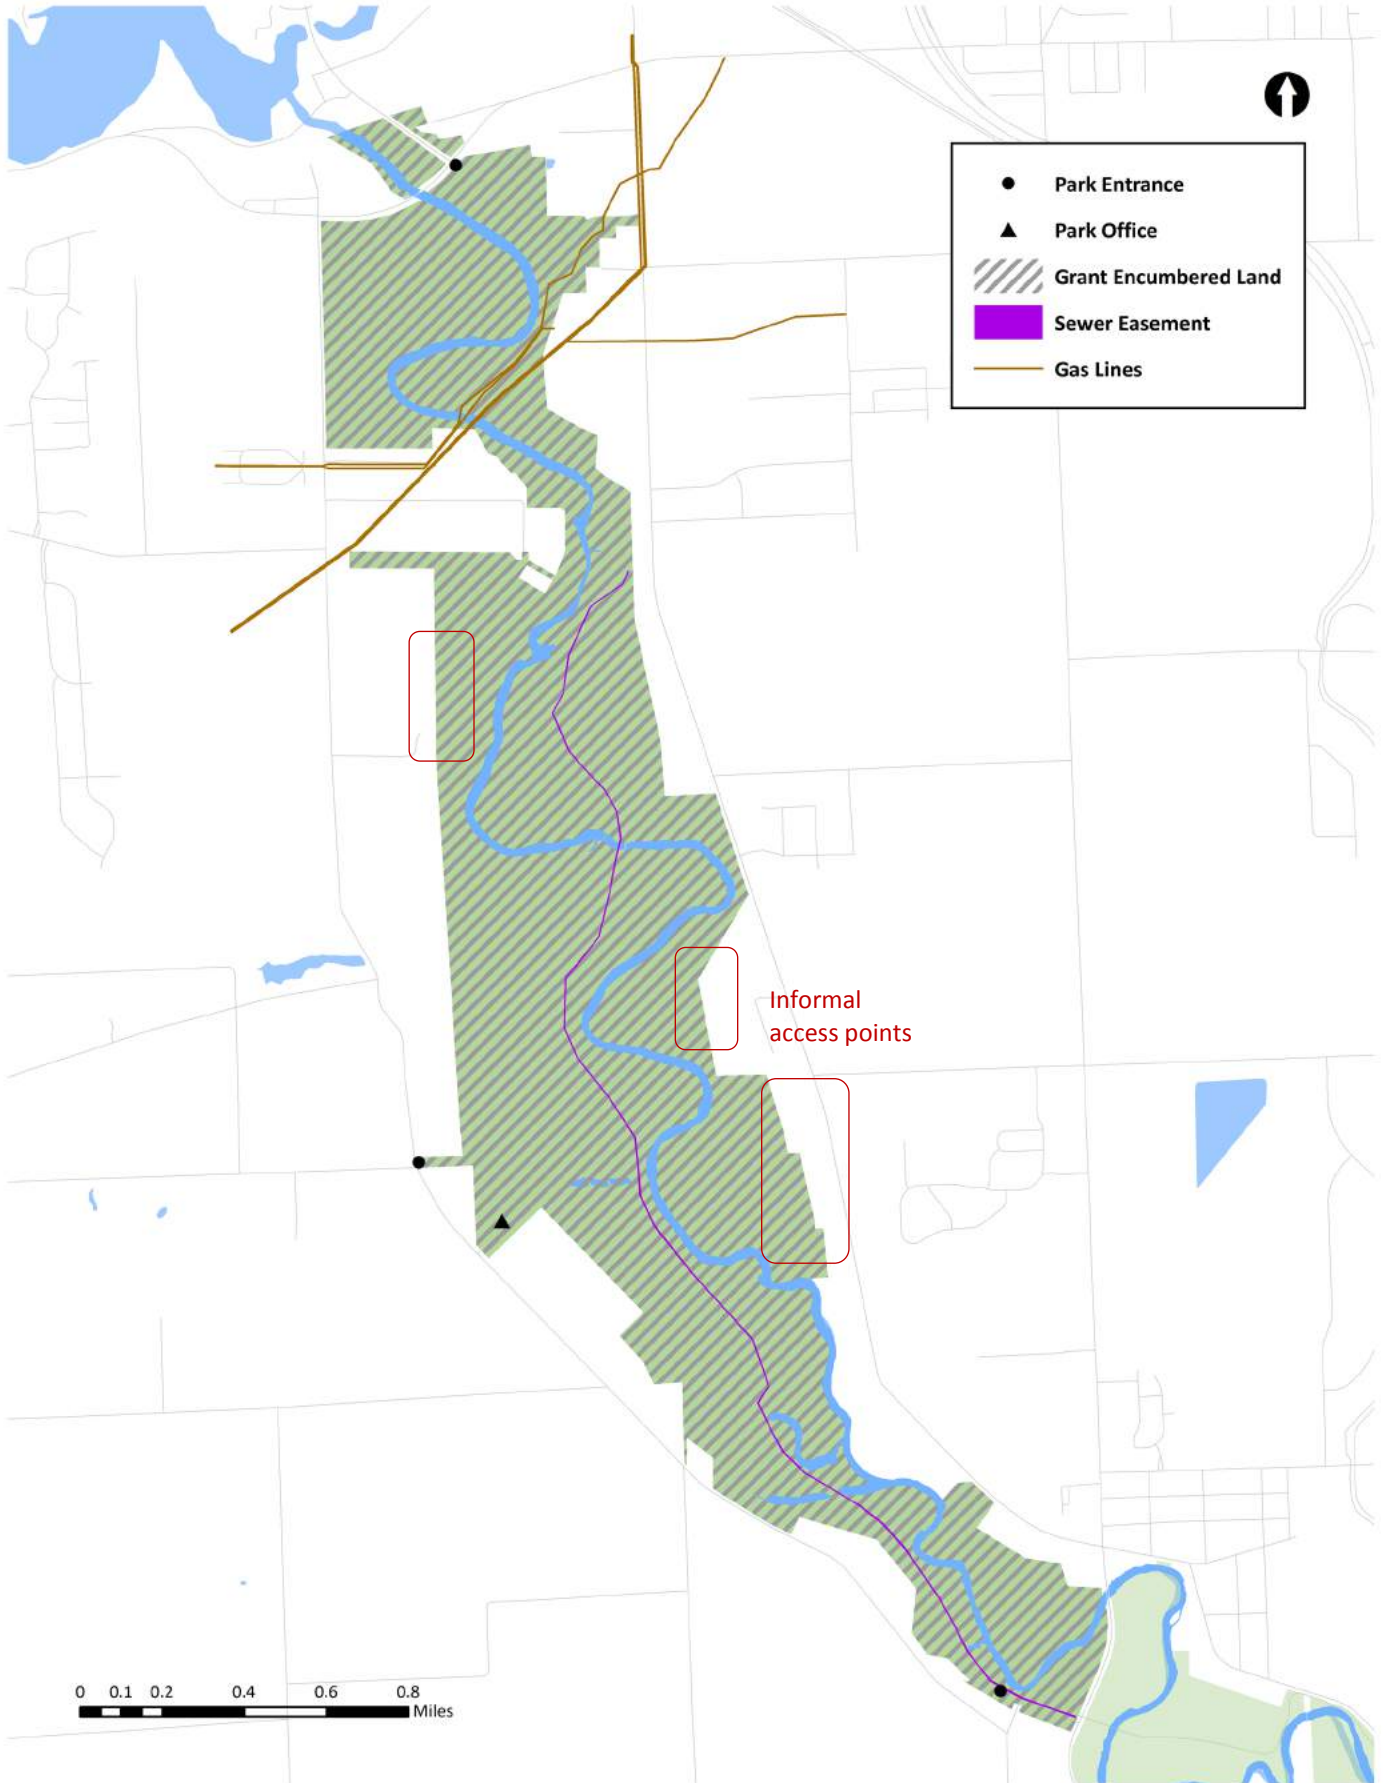 Park Entrance
Park Office
Grant Encumbered Land
Sewer Easement
Gas Lines
Informal
access points
0 0.1 0.2 0.4 0.6 0.8
Miles